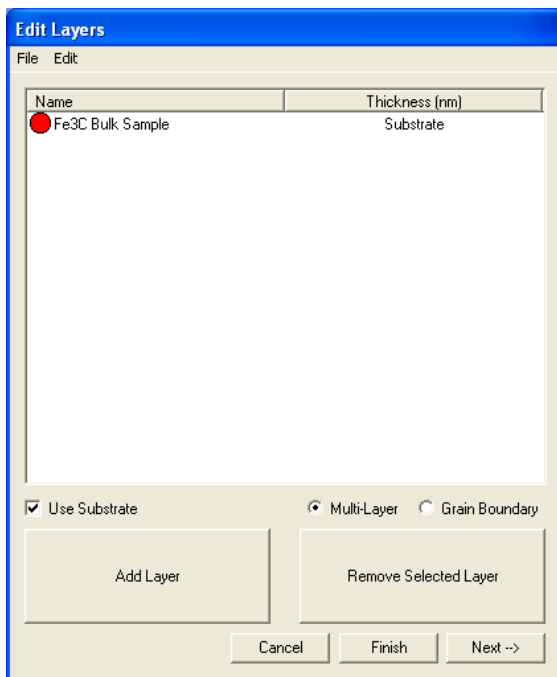 Edit Layers
File Edit
Name Thickness (nm)
Fe3C Bulk Sample Substrate
Use Substrate Multi-Layer Grain Boundary
Add Layer Remove Selected Layer
Cancel Finish Next -->